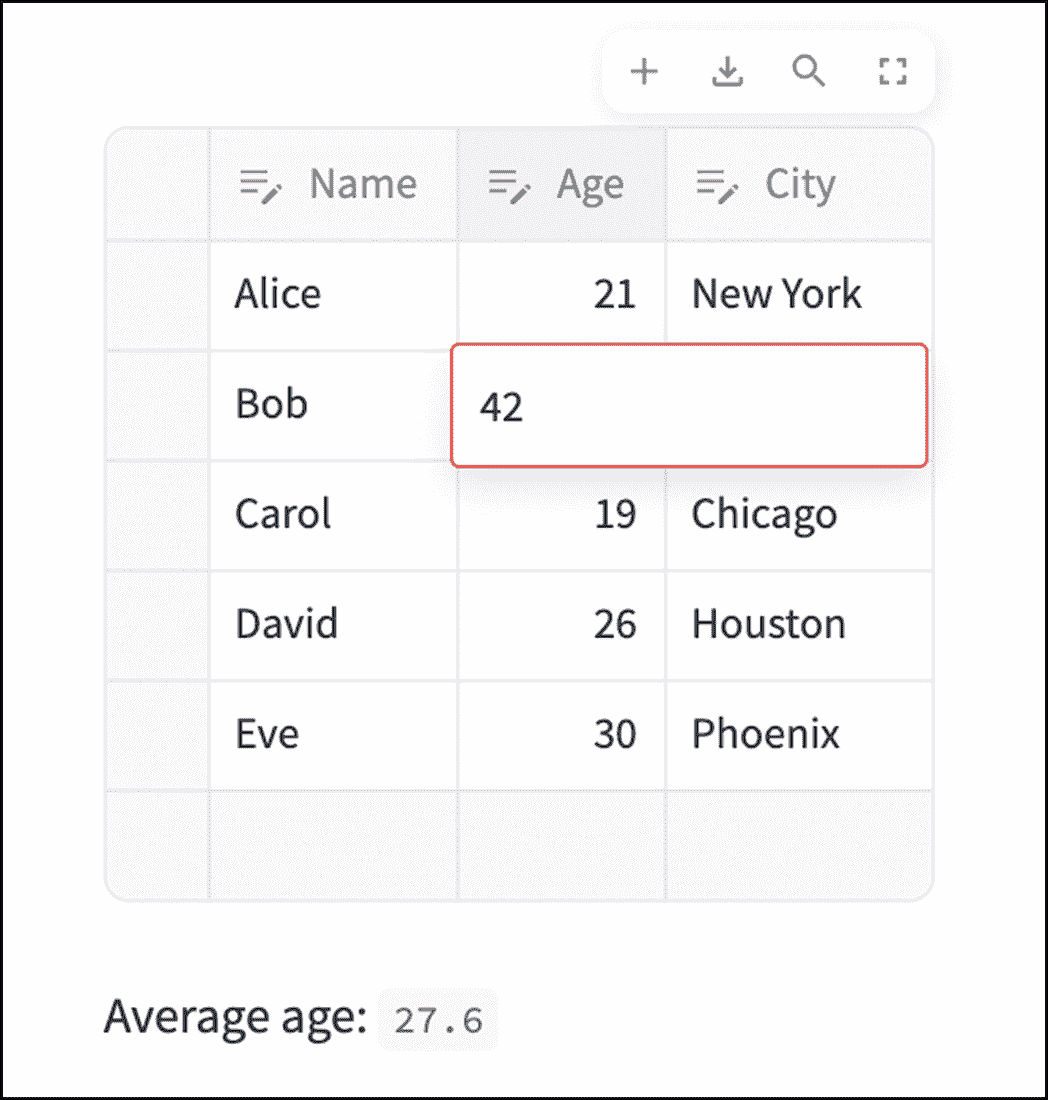 Name Age City
Alice 21 New York
Bob 42
Carol 19 Chicago
David 26 Houston
Eve 30 Phoenix
Average age: 27.6